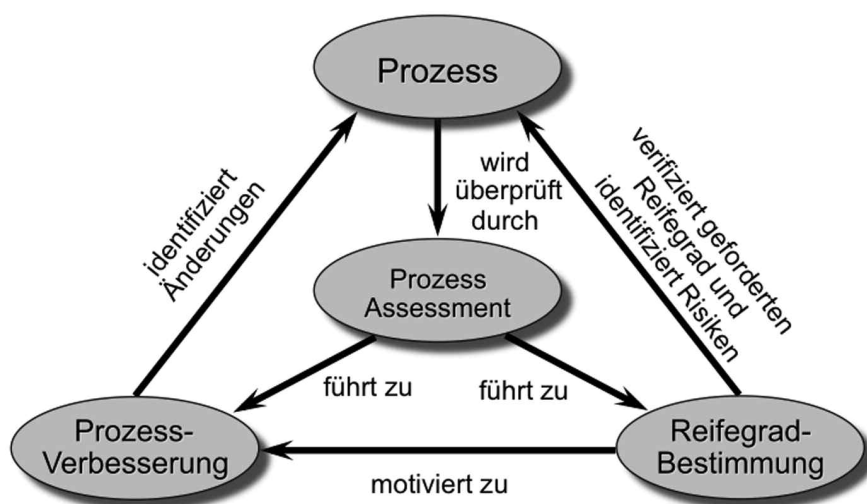 Prozess
wird
überprüft
durch
identifiziert
Änderungen
verifiziert geforderten
Reifegrad und
identifiziert Risiken
Prozess
Assessment
führt zu
führt zu
Prozess-
Verbesserung
Reifegrad-
Bestimmung
motiviert zu